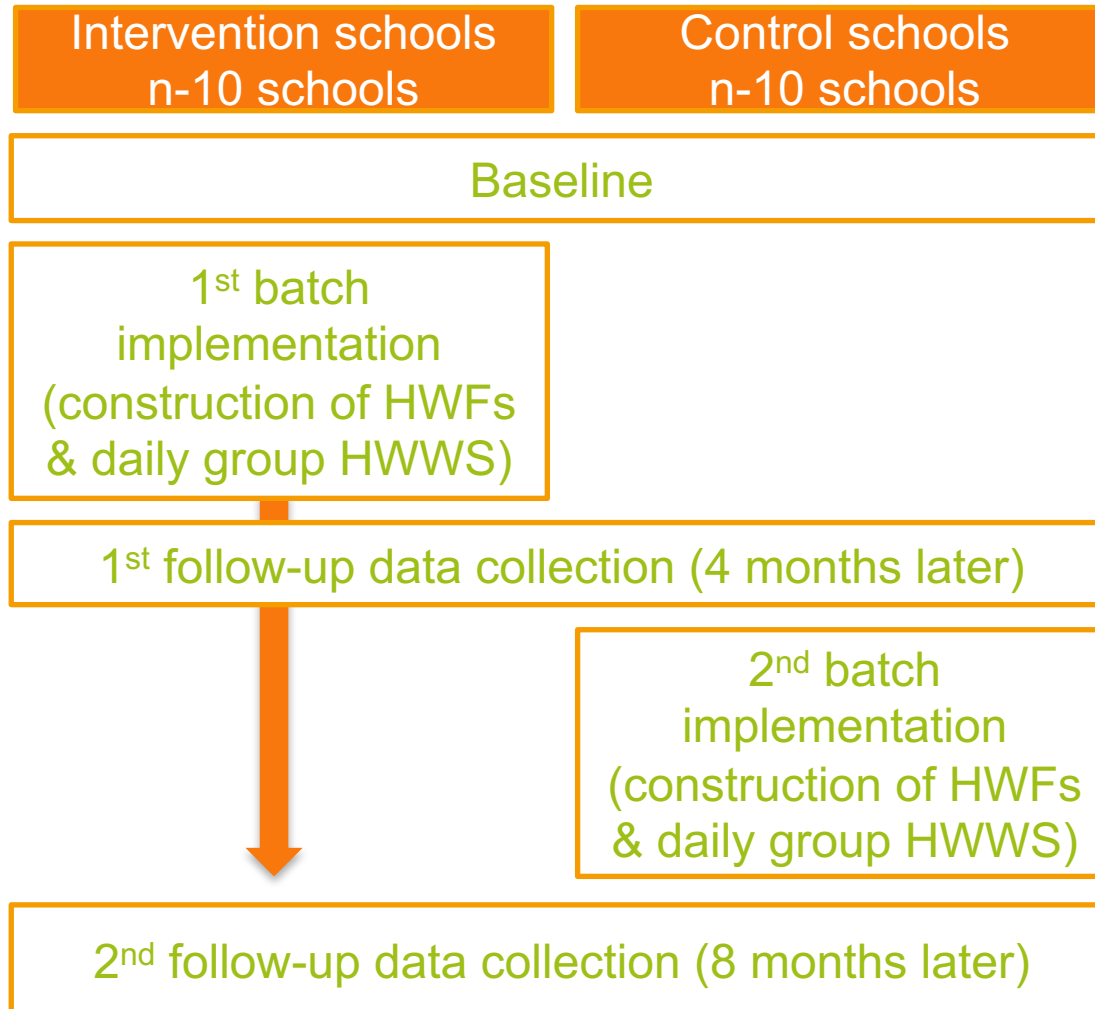 Intervention schools
n-10 schools
Control schools
n-10 schools
Baseline
1st batch
implementation
(construction of HWFs
& daily group HWWS)
1st follow-up data collection (4 months later)
2nd batch
implementation
(construction of HWFs
& daily group HWWS)
2nd follow-up data collection (8 months later)